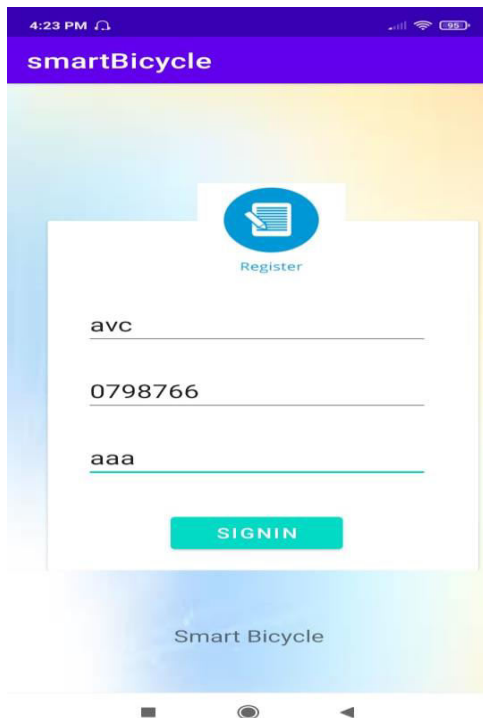 4:23 PM 95
smartBicycle
Register
avc
0798766
aaa
SIGNIN
Smart Bicycle